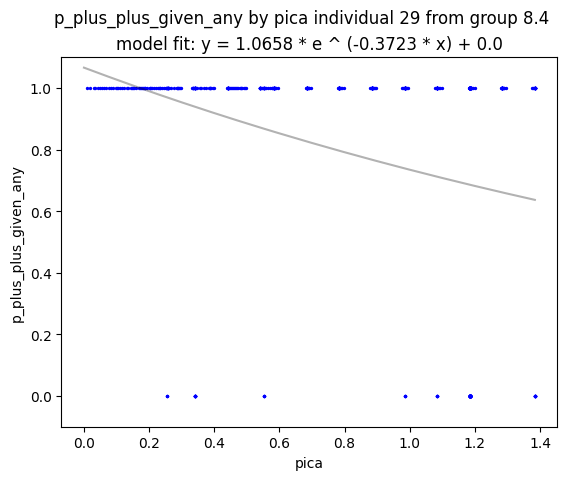 p_plus_plus_given_any by pica individual 29 from group 8.4
model fit: y = 1.0658 * e ^ (-0.3723 * x) + 0.0
p_plus_plus_given_any
1.0
0.8
0.6
0.4
0.2
0.0
0.0 0.2 0.4 0.6 0.8 1.0 1.2 1.4
pica